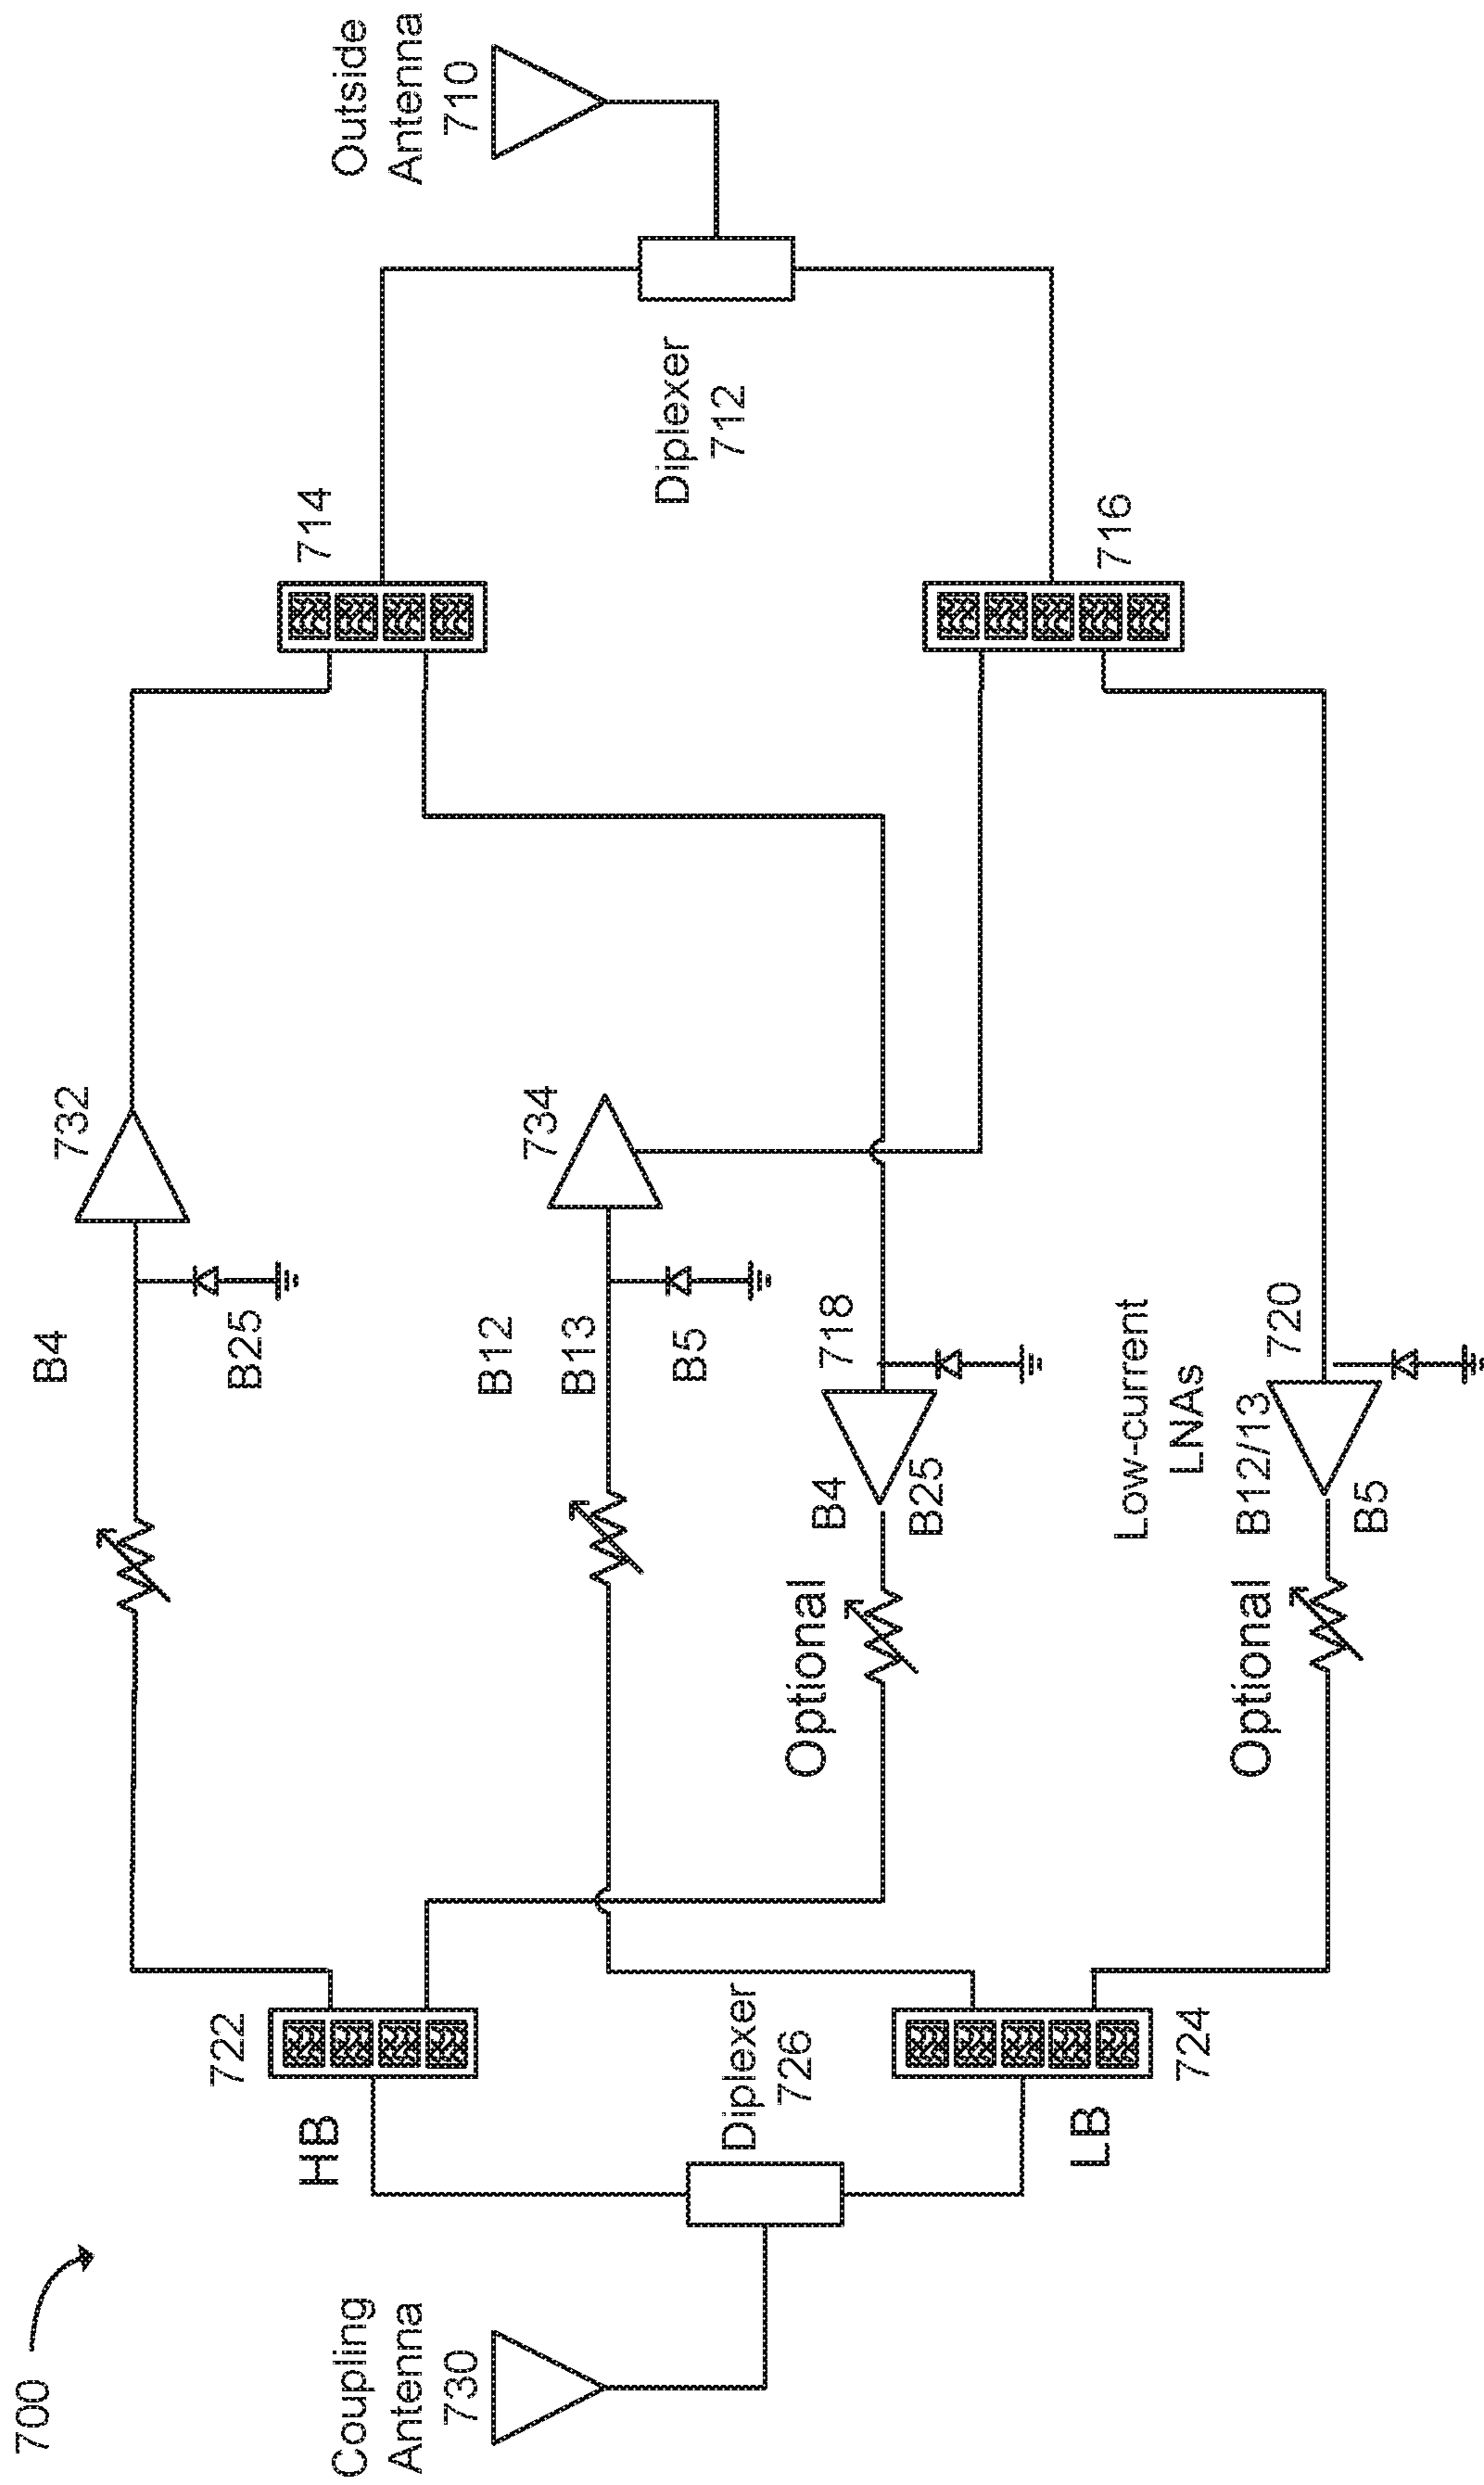 700
Coupling
Antenna
730
HB
722
Diplexer
726
LB
724
B4
732
B25
B12
B13
734
B5
Optional
718
B4
B25
Low-current
LNAs
Optional
720
B12/13
B5
714
716
Diplexer
712
Outside
Antenna
710